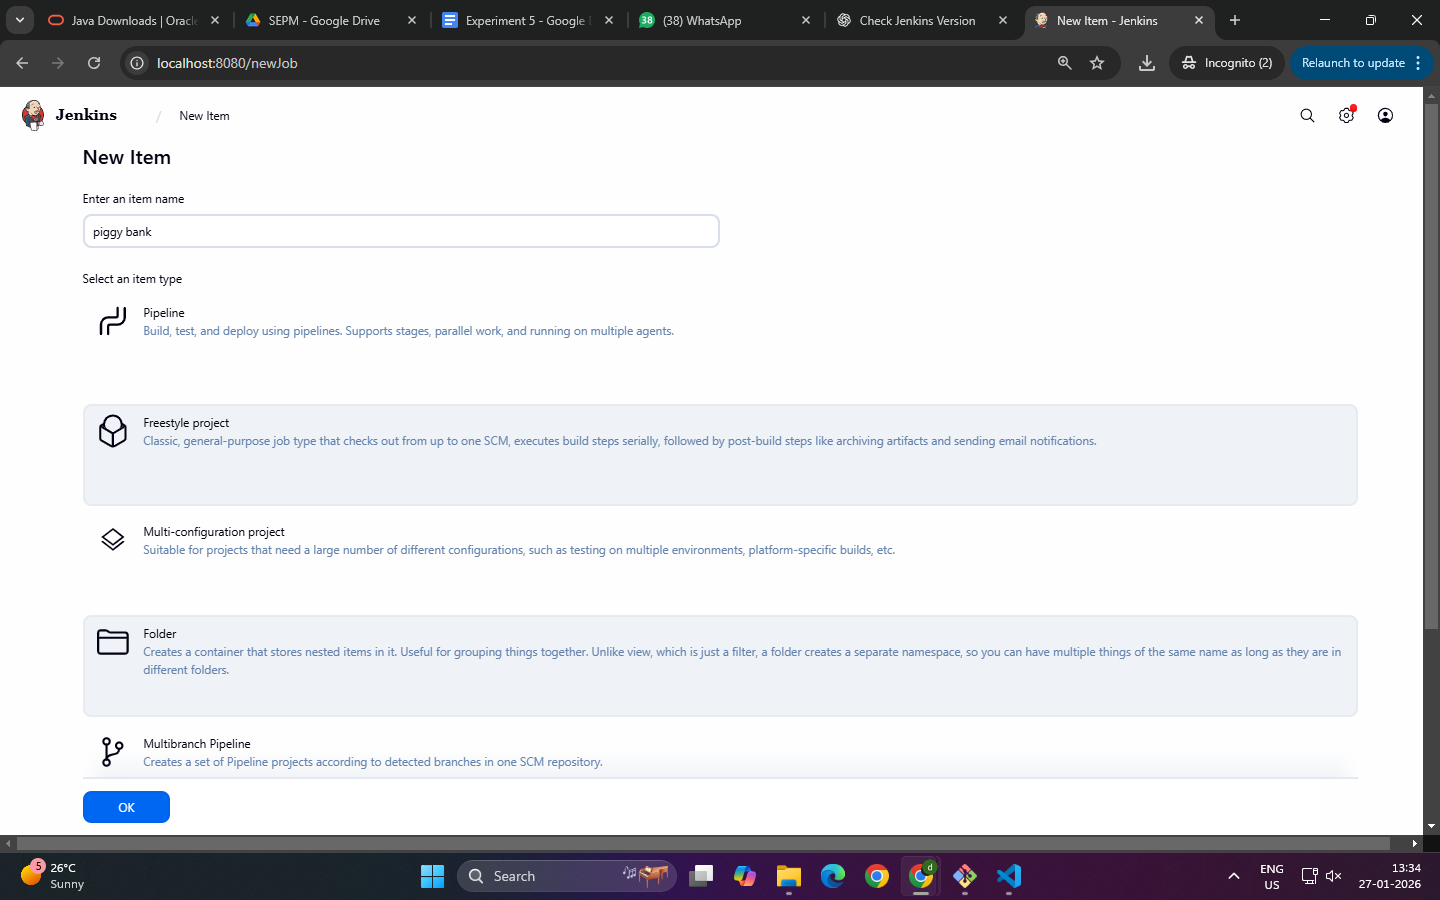 Java Downloads | Oracle
SEPM - Google Drive
Experiment 5 - Google
38
(38) WhatsApp
Check Jenkins Version
New Item - Jenkins
localhost:8080/newJob
Incognito (2)
Relaunch to update
Jenkins
/
New Item
New Item
Enter an item name
piggy bank
Select an item type
Pipeline
Build, test, and deploy using pipelines. Supports stages, parallel work, and running on multiple agents.
Freestyle project
Classic, general-purpose job type that checks out from up to one SCM, executes build steps serially, followed by post-build steps like archiving artifacts and sending email notifications.
Multi-configuration project
Suitable for projects that need a large number of different configurations, such as testing on multiple environments, platform-specific builds, etc.
Folder
Creates a container that stores nested items in it. Useful for grouping things together. Unlike view, which is just a filter, a folder creates a separate namespace, so you can have multiple things of the same name as long as they are in
different folders.
Multibranch Pipeline
Creates a set of Pipeline projects according to detected branches in one SCM repository.
OK
5
26°C
Sunny
Search
d
ENG
US
13:34
27-01-2026